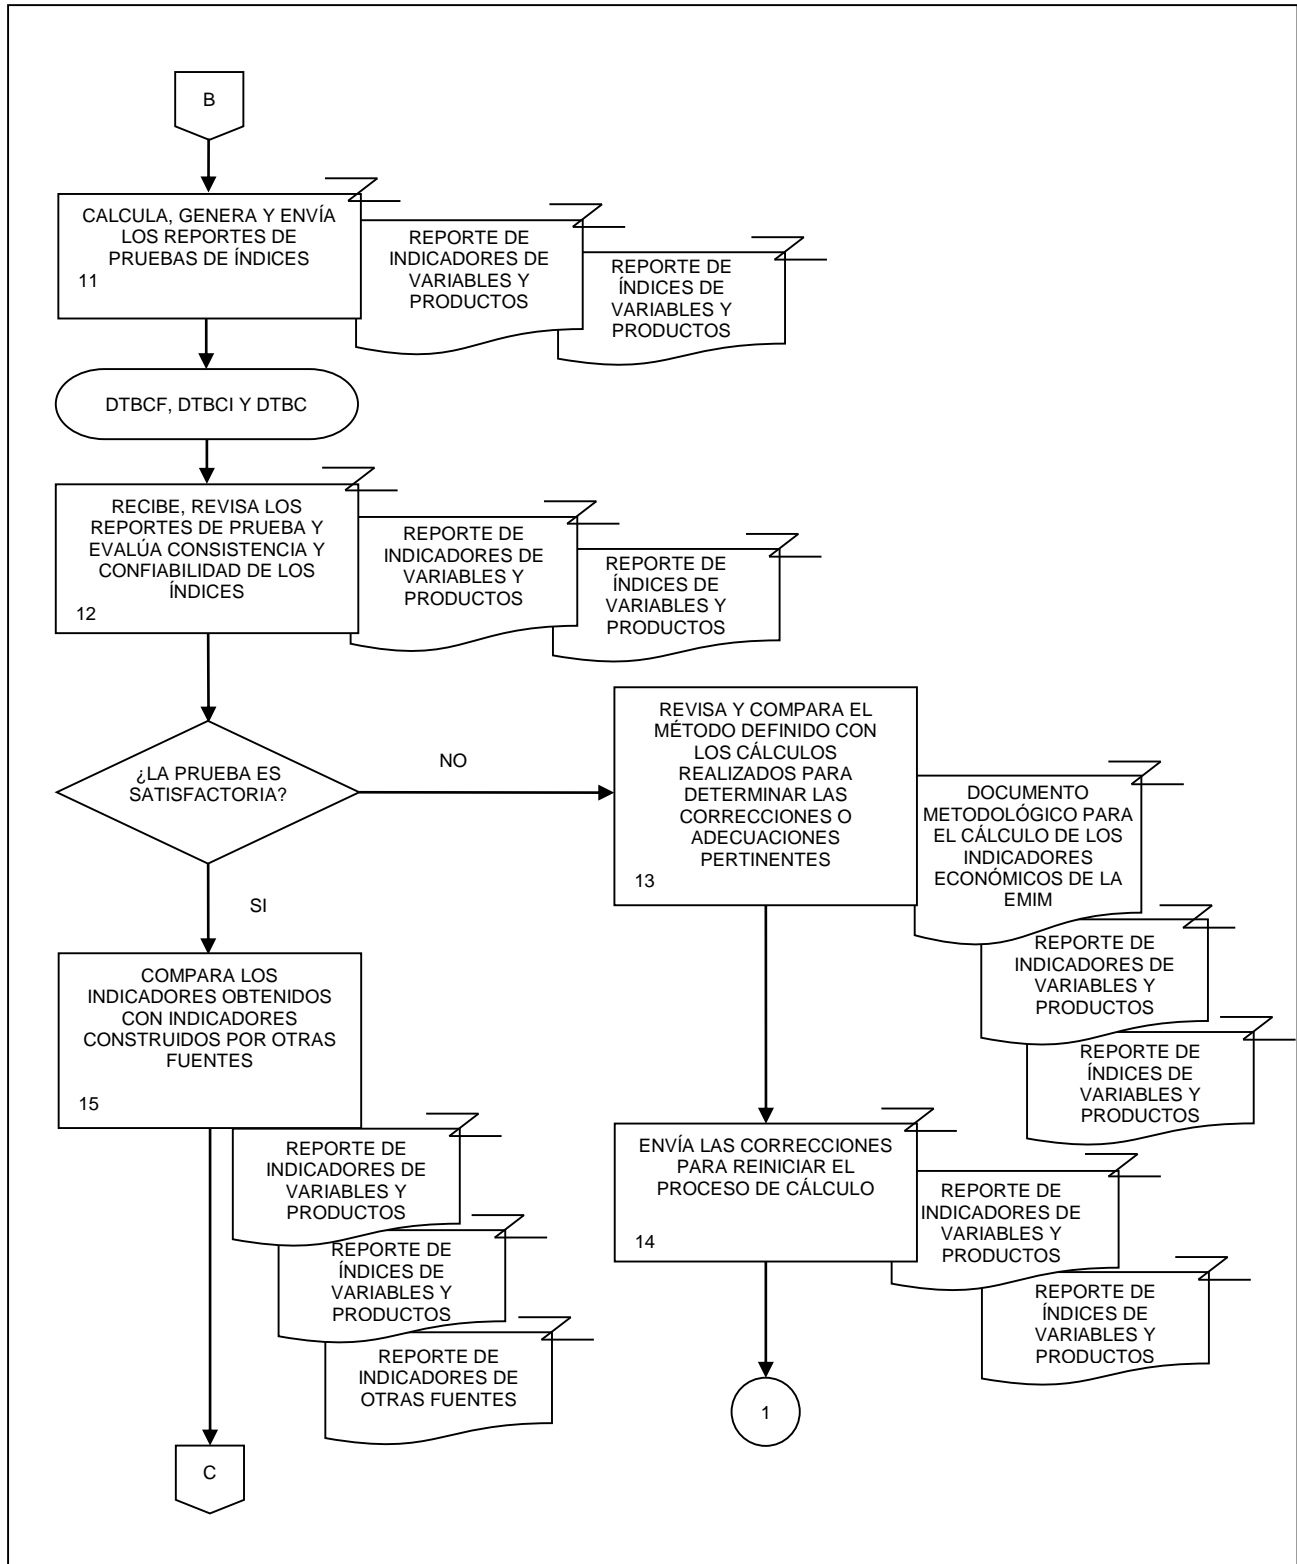 B
CALCULA, GENERA Y ENVÍA
LOS REPORTES DE
PRUEBAS DE ÍNDICES
11
REPORTE DE
INDICADORES DE
VARIABLES Y
PRODUCTOS
REPORTE DE
ÍNDICES DE
VARIABLES Y
PRODUCTOS
DTBCF, DTBCI Y DTBC
RECIBE, REVISA LOS
REPORTES DE PRUEBA Y
EVALÚA CONSISTENCIA Y
CONFIABILIDAD DE LOS
ÍNDICES
12
REPORTE DE
INDICADORES DE
VARIABLES Y
PRODUCTOS
REPORTE DE
ÍNDICES DE
VARIABLES Y
PRODUCTOS
¿LA PRUEBA ES
SATISFACTORIA?
NO
REVISA Y COMPARA EL
MÉTODO DEFINIDO CON
LOS CÁLCULOS
REALIZADOS PARA
DETERMINAR LAS
CORRECCIONES O
ADECUACIONES
PERTINENTES
13
DOCUMENTO
METODOLÓGICO PARA
EL CÁLCULO DE LOS
INDICADORES
ECONÓMICOS DE LA
EMIM
REPORTE DE
INDICADORES DE
VARIABLES Y
PRODUCTOS
REPORTE DE
ÍNDICES DE
VARIABLES Y
PRODUCTOS
SI
COMPARA LOS
INDICADORES OBTENIDOS
CON INDICADORES
CONSTRUIDOS POR OTRAS
FUENTES
15
REPORTE DE
INDICADORES DE
VARIABLES Y
PRODUCTOS
REPORTE DE
ÍNDICES DE
VARIABLES Y
PRODUCTOS
REPORTE DE
INDICADORES DE
OTRAS FUENTES
ENVÍA LAS CORRECCIONES
PARA REINICIAR EL
PROCESO DE CÁLCULO
14
REPORTE DE
INDICADORES DE
VARIABLES Y
PRODUCTOS
REPORTE DE
ÍNDICES DE
VARIABLES Y
PRODUCTOS
1
C